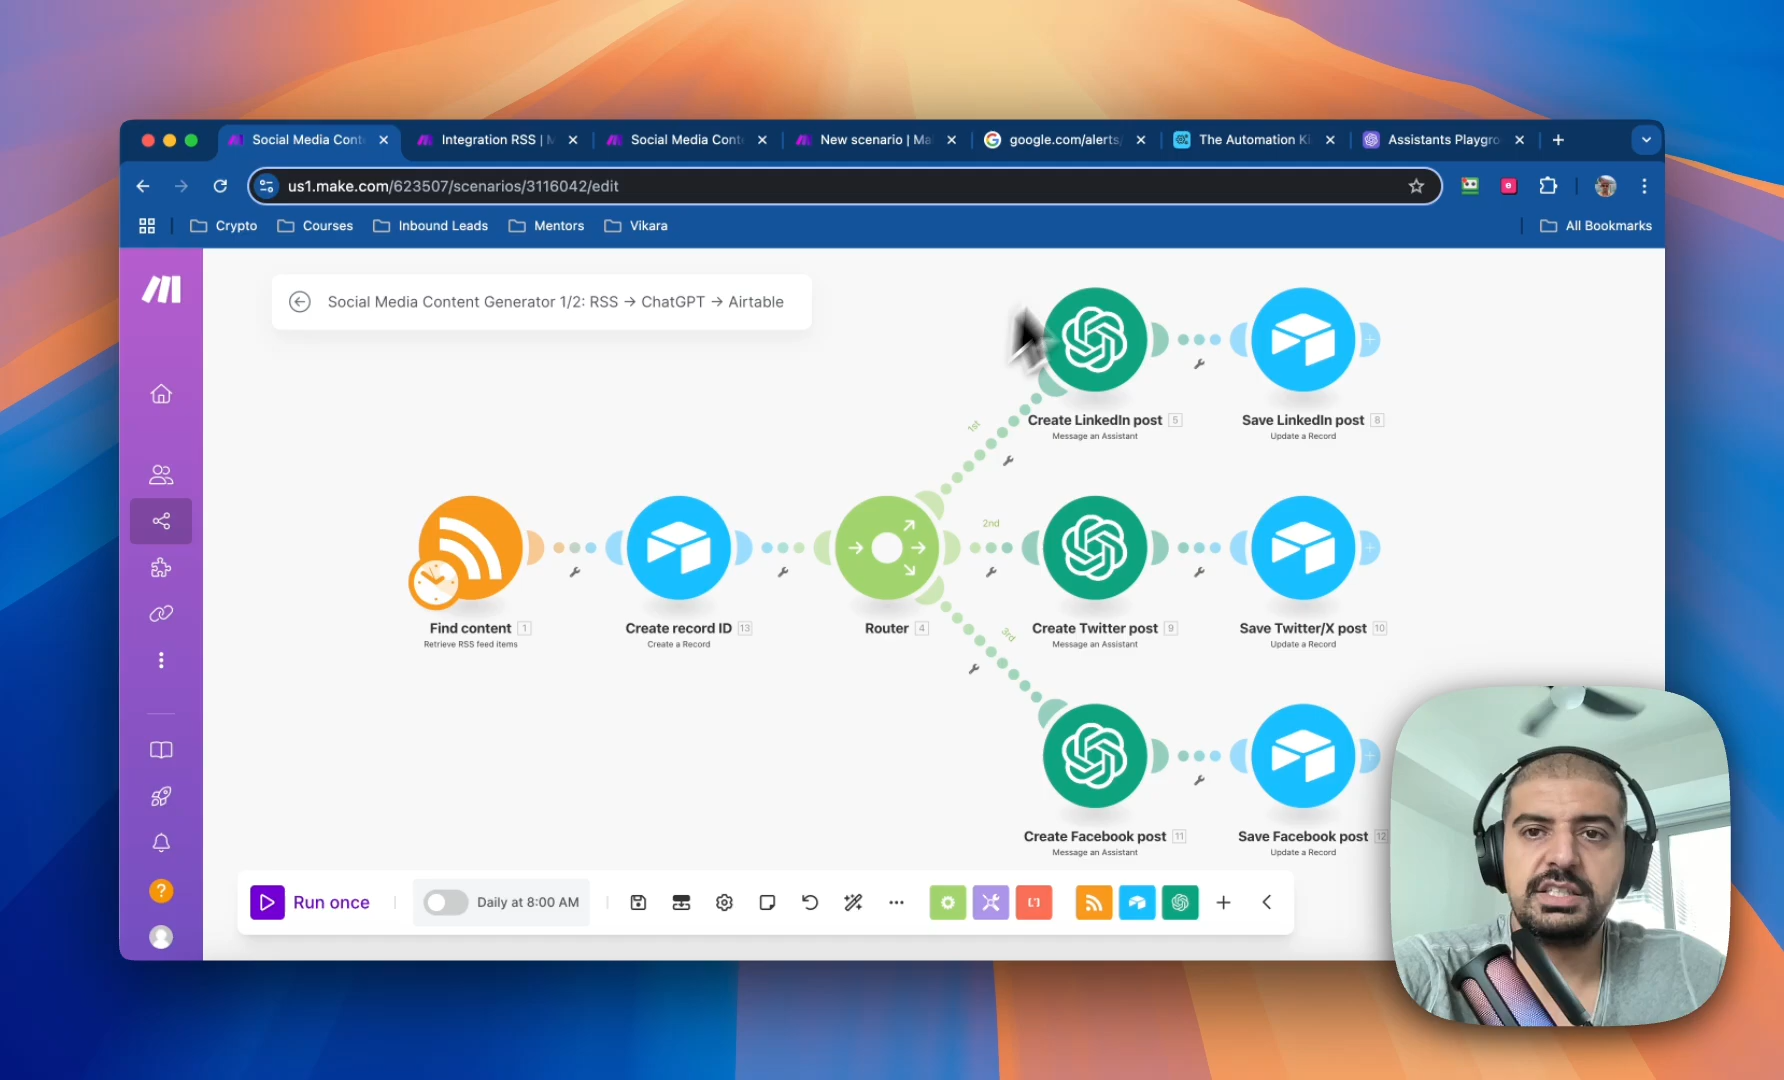 Social Media Cont
Integration RSS | M
Social Media Cont
New scenario | Ma
google.com/alerts/
The Automation Ki
Assistants Playgro
us1.make.com/623507/scenarios/3116042/edit
Crypto
Courses
Inbound Leads
Mentors
Vikara
All Bookmarks
Social Media Content Generator 1/2: RSS → ChatGPT → Airtable
1st
Create LinkedIn post 5
Message an Assistant
Save LinkedIn post 8
Update a Record
2nd
Find content 1
Retrieve RSS feed items
Create record ID 13
Create a Record
Router 4
Create Twitter post 9
Message an Assistant
Save Twitter/X post 10
Update a Record
3rd
Create Facebook post 11
Message an Assistant
Save Facebook post 12
Update a Record
Run once
Daily at 8:00 AM